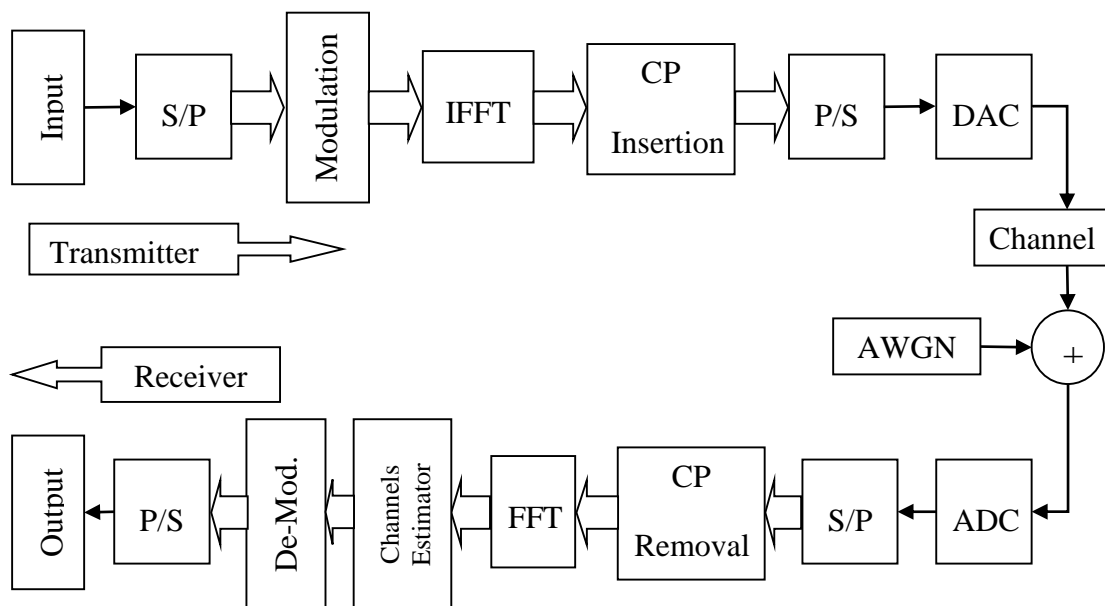 Input
S/P
Modulation
IFFT
CP
Insertion
P/S
DAC
Transmitter
Channel
AWGN
+
Receiver
Output
P/S
De-Mod.
Channels
Estimator
FFT
CP
Removal
S/P
ADC